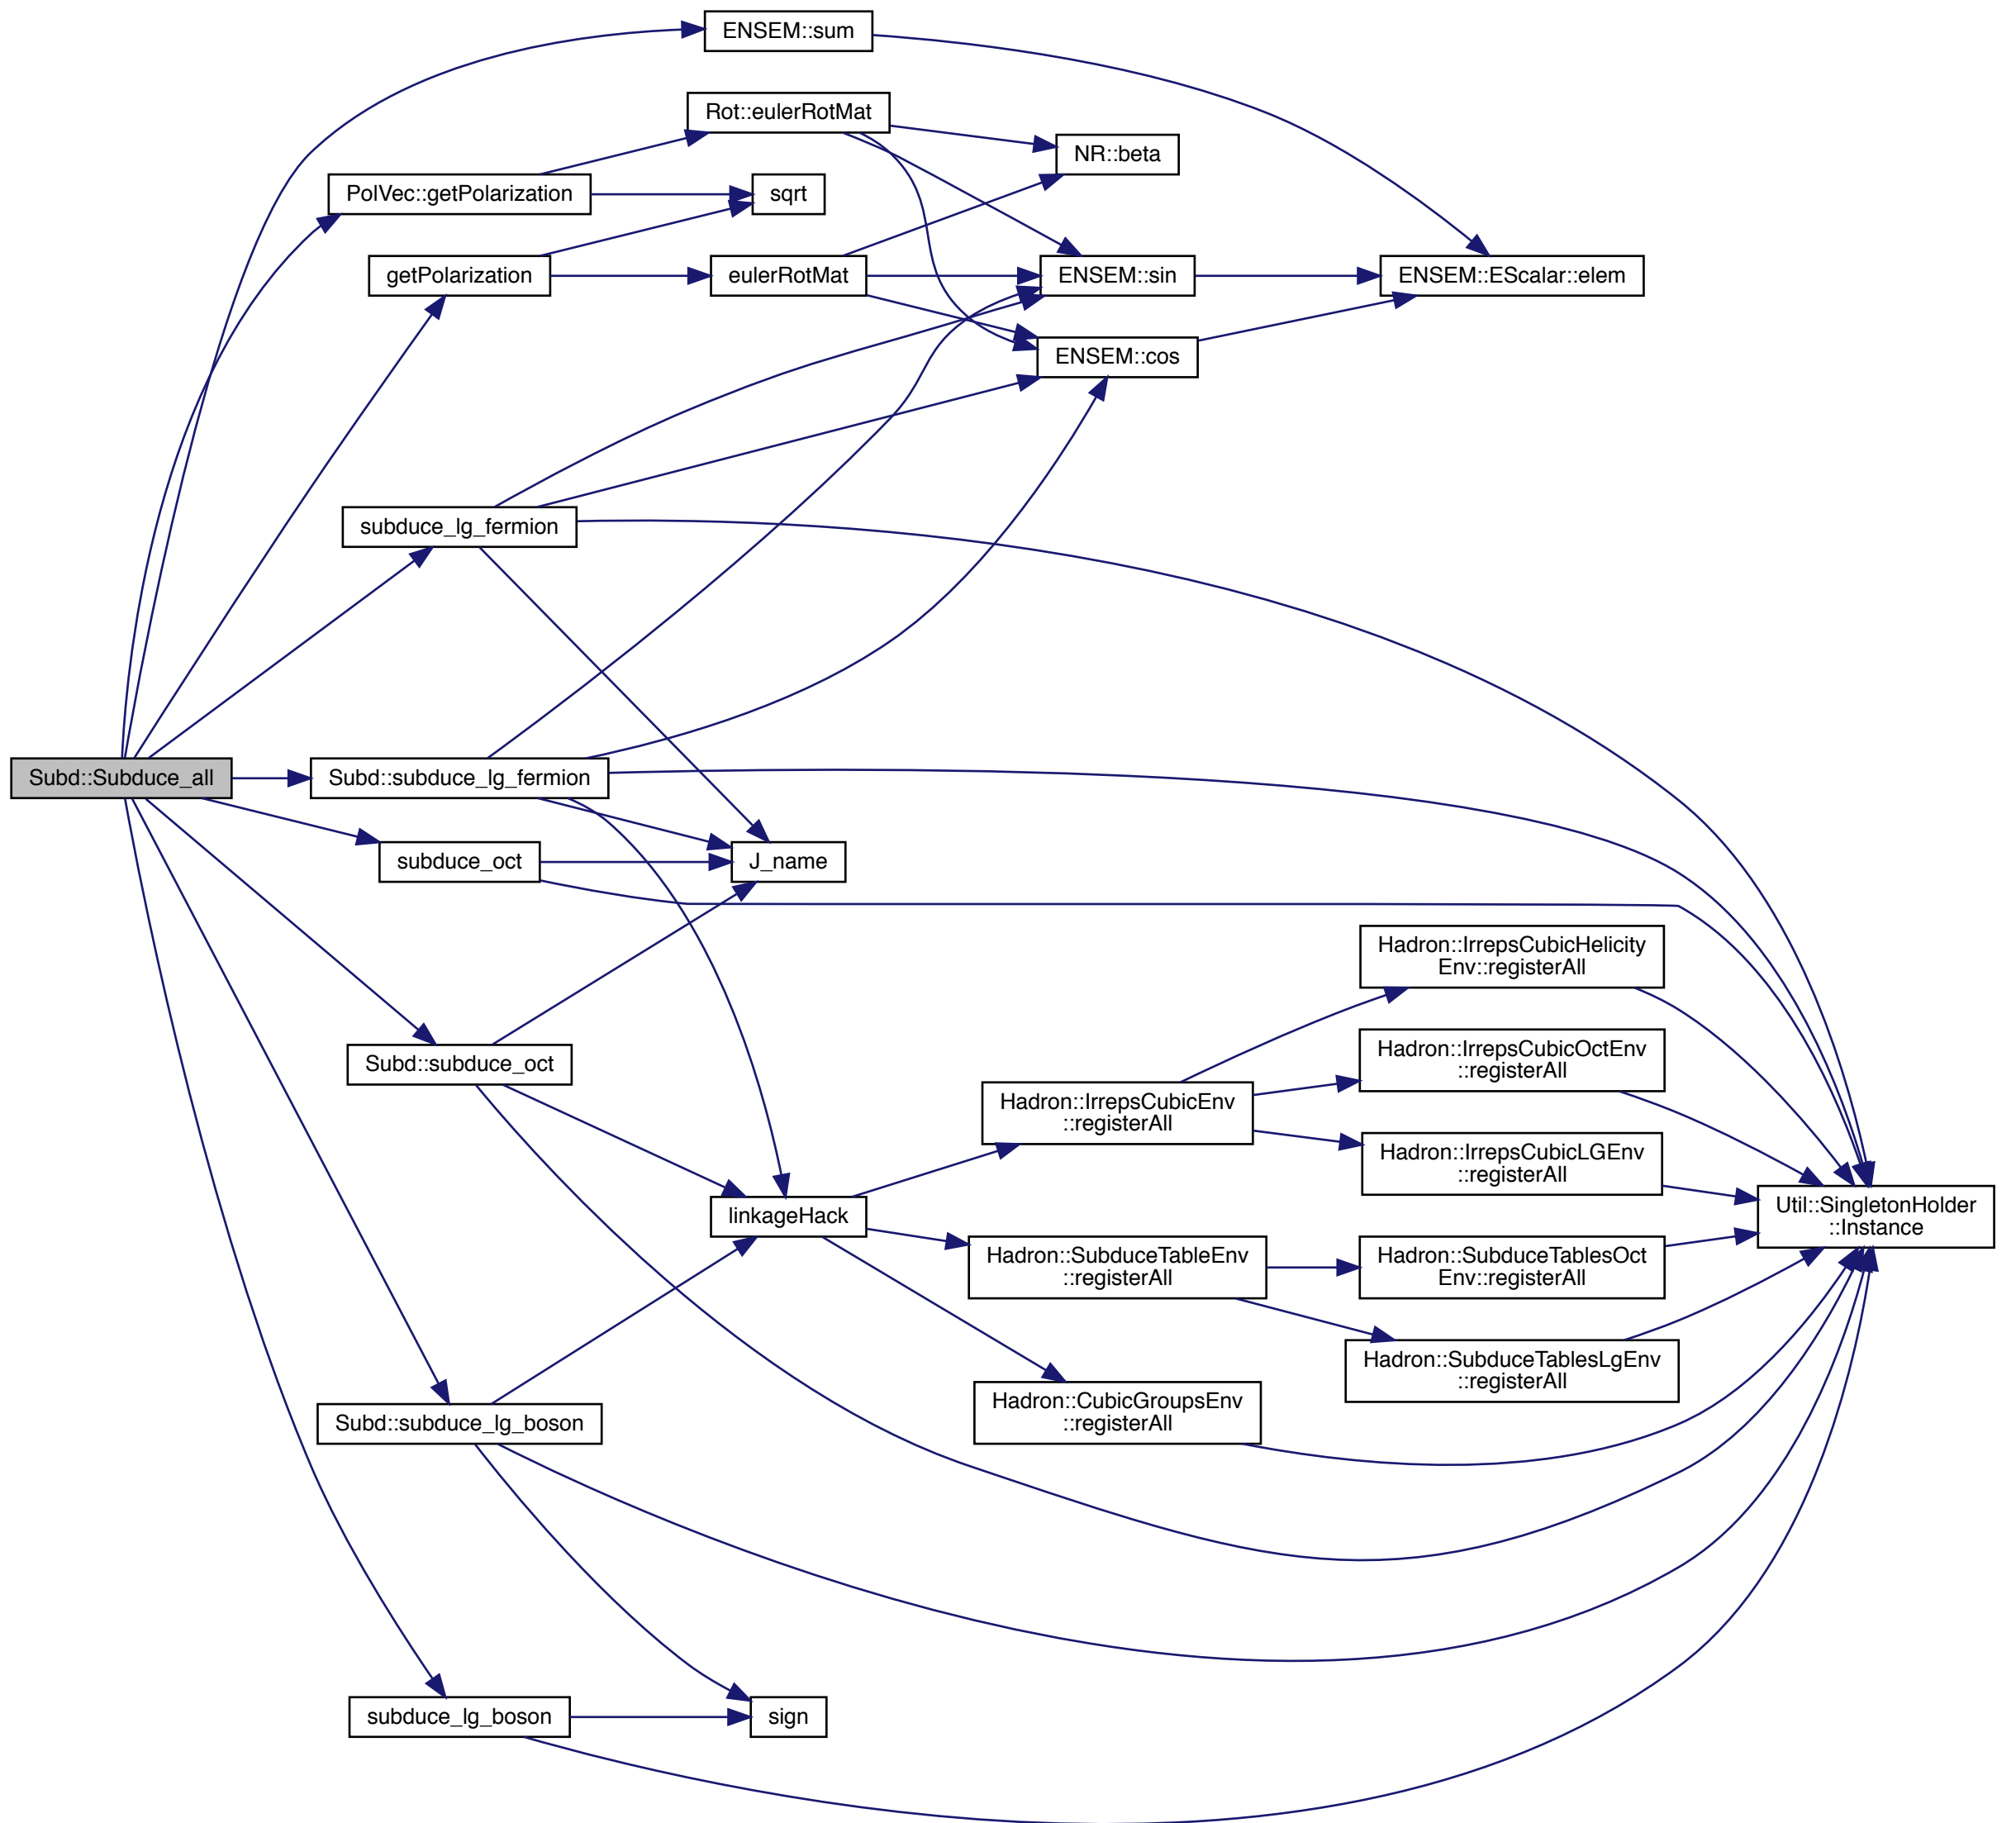 ENSEM::sum
Rot::eulerRotMat
NR::beta
PolVec::getPolarization
sqrt
getPolarization
eulerRotMat
ENSEM::sin
ENSEM::EScalar::elem
ENSEM::cos
subduce_lg_fermion
Subd::Subduce_all
Subd::subduce_lg_fermion
subduce_oct
J_name
Hadron::IrrepsCubicHelicity
Env::registerAll
Subd::subduce_oct
Hadron::IrrepsCubicOctEnv
::registerAll
Hadron::IrrepsCubicEnv
::registerAll
Hadron::IrrepsCubicLGEnv
::registerAll
linkageHack
Util::SingletonHolder
::Instance
Hadron::SubduceTableEnv
::registerAll
Hadron::SubduceTablesOct
Env::registerAll
Hadron::SubduceTablesLgEnv
::registerAll
Hadron::CubicGroupsEnv
::registerAll
Subd::subduce_lg_boson
subduce_lg_boson
sign